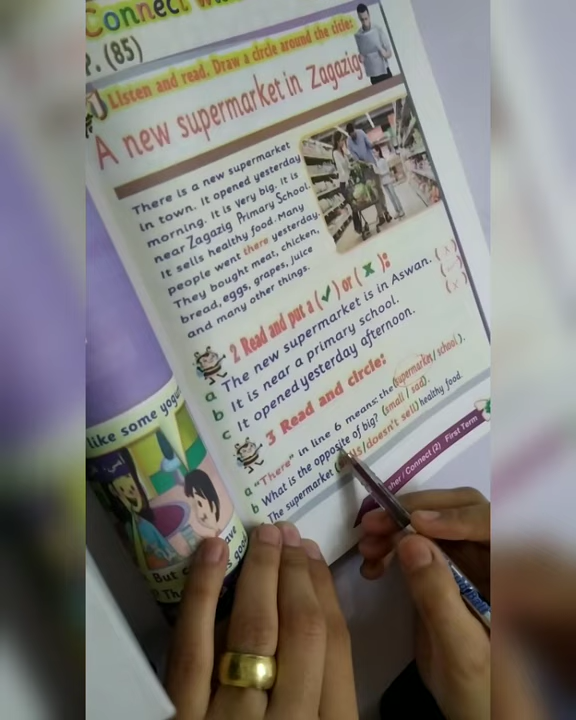 Connect
P. (85)
1 Listen and read. Draw a circle around the citle:
A new supermarket in Zagazig
There is a new supermarket
in town. It opened yesterday
morning. It is very big. It is
near Zagazig Primary School.
It sells healthy food. Many
people went there yesterday.
They bought meat, chicken,
bread, eggs, grapes, juice
and many other things.
2 Read and put a (✓) or (x):
a The new supermarket is in Aswan. (x)
b It is near a primary school. (✓)
c It opened yesterday afternoon. (x)
3 Read and circle:
a "There" in line 6 means: the (supermarket/school).
b What is the opposite of big? (small / sad).
The supermarket (/doesn't sell) healthy food.
/ Connect (2) First Term
like some
But